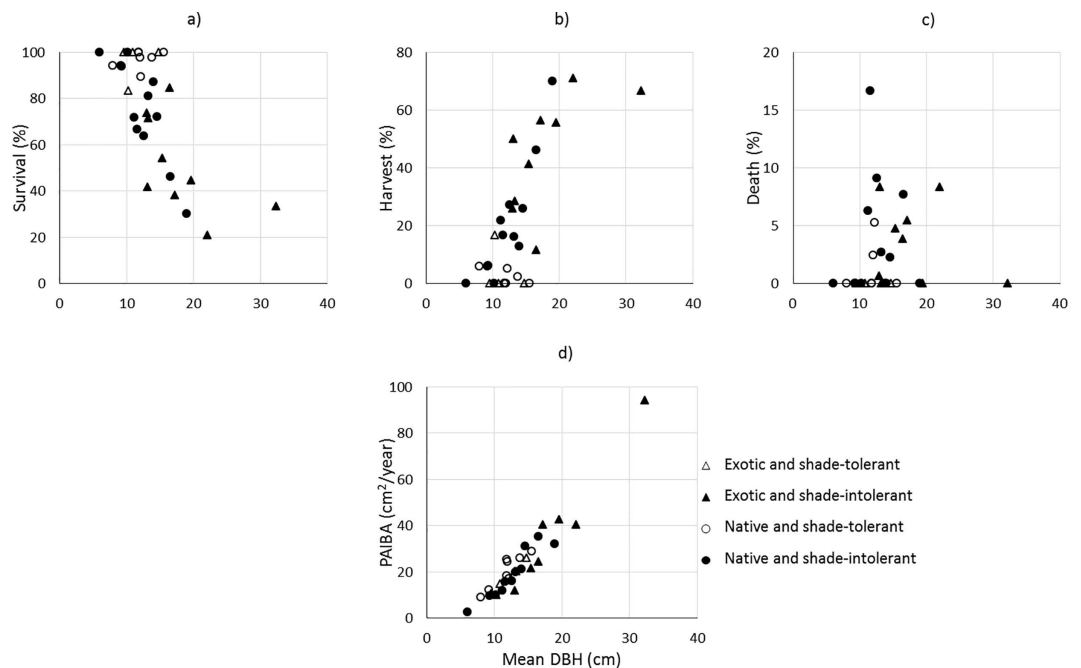 a)
b)
c)
Survival (%)
100
80
60
40
20
0
0 10 20 30 40
Harvest (%)
80
60
40
20
0
0 10 20 30 40
Death (%)
20
15
10
5
0
0 10 20 30 40
d)
PAIBA (cm²/year)
100
80
60
40
20
0
0 10 20 30 40
Mean DBH (cm)
Exotic and shade-tolerant
Exotic and shade-intolerant
Native and shade-tolerant
Native and shade-intolerant